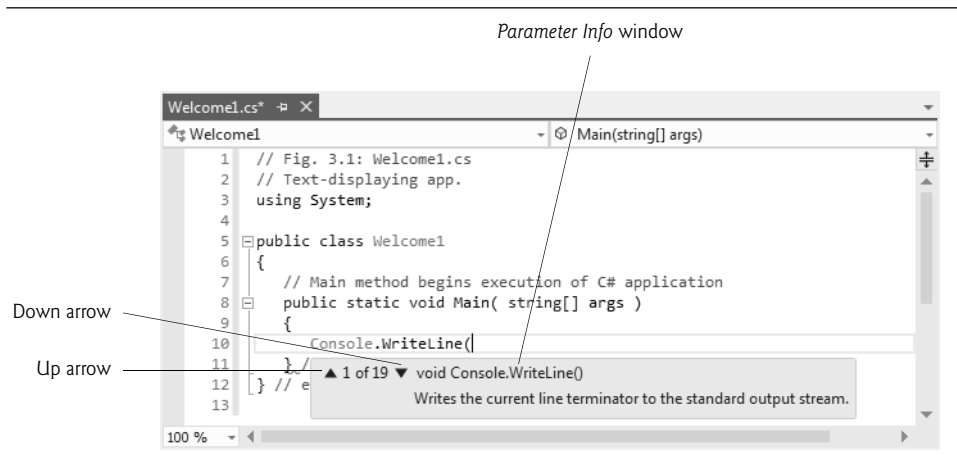 Parameter Info window
Welcome1.cs*
Welcome1
Main(string[] args)
1 // Fig. 3.1: Welcome1.cs
2 // Text-displaying app.
3 using System;
4
5 public class Welcome1
6 {
7 // Main method begins execution of C# application
8 public static void Main( string[] args )
9 {
10 Console.WriteLine(
11 } /
12 } // e
13
Down arrow
Up arrow
▲ 1 of 19 ▼ void Console.WriteLine()
Writes the current line terminator to the standard output stream.
100 %